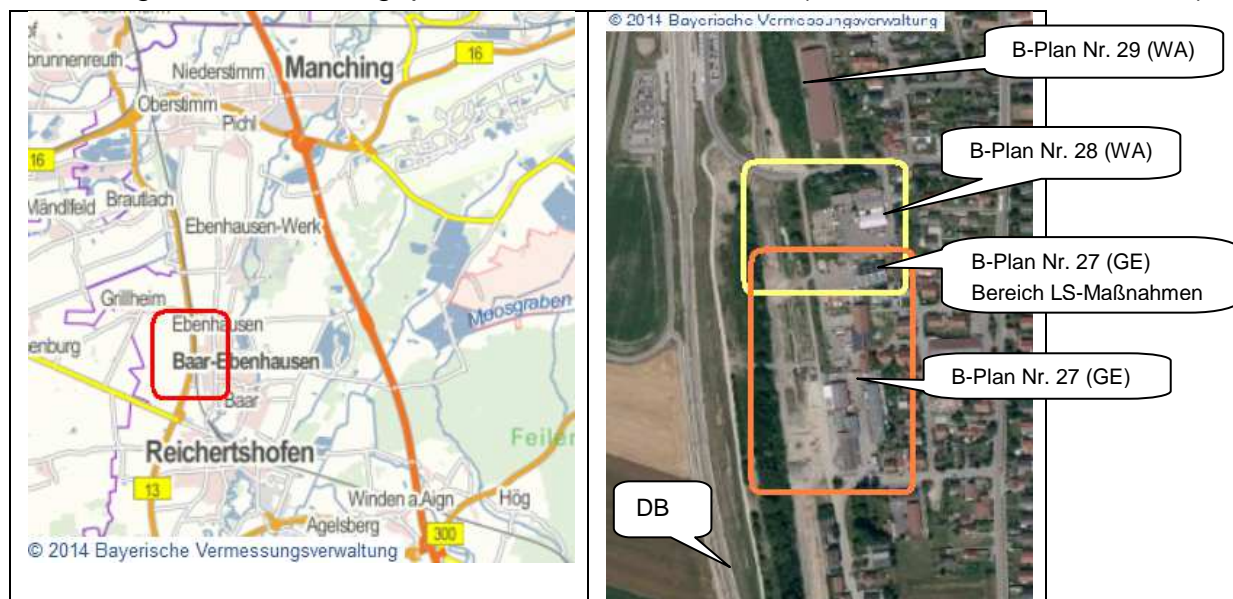 Manching
Niederstimm
16
brunnenreuth
Oberstimm
Pichl
16
Brautlach
Mändlfeld
Ebenhausen-Werk
Moosgraben
Grillheim
Ebenhausen
Baar-Ebenhausen
enburg
Baar
Reichertshofen
Feiler
13
Winden a.Aign
Hög
Agelsberg
300
© 2014 Bayerische Vermessungsverwaltung
© 2014 Bayerische Vermessungsverwaltung
B-Plan Nr. 29 (WA)
B-Plan Nr. 28 (WA)
B-Plan Nr. 27 (GE)
Bereich LS-Maßnahmen
B-Plan Nr. 27 (GE)
DB